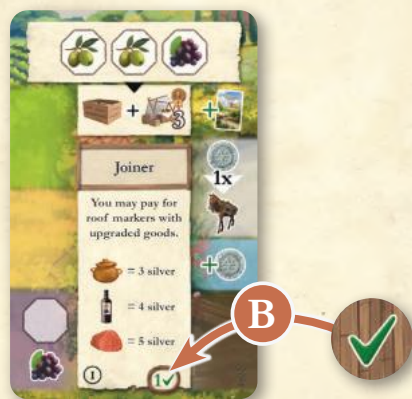 + 3 +
Joiner
1x
You may pay for
roof markers with
upgraded goods.
+
= 3 silver
= 4 silver
B
= 5 silver
I 1✓